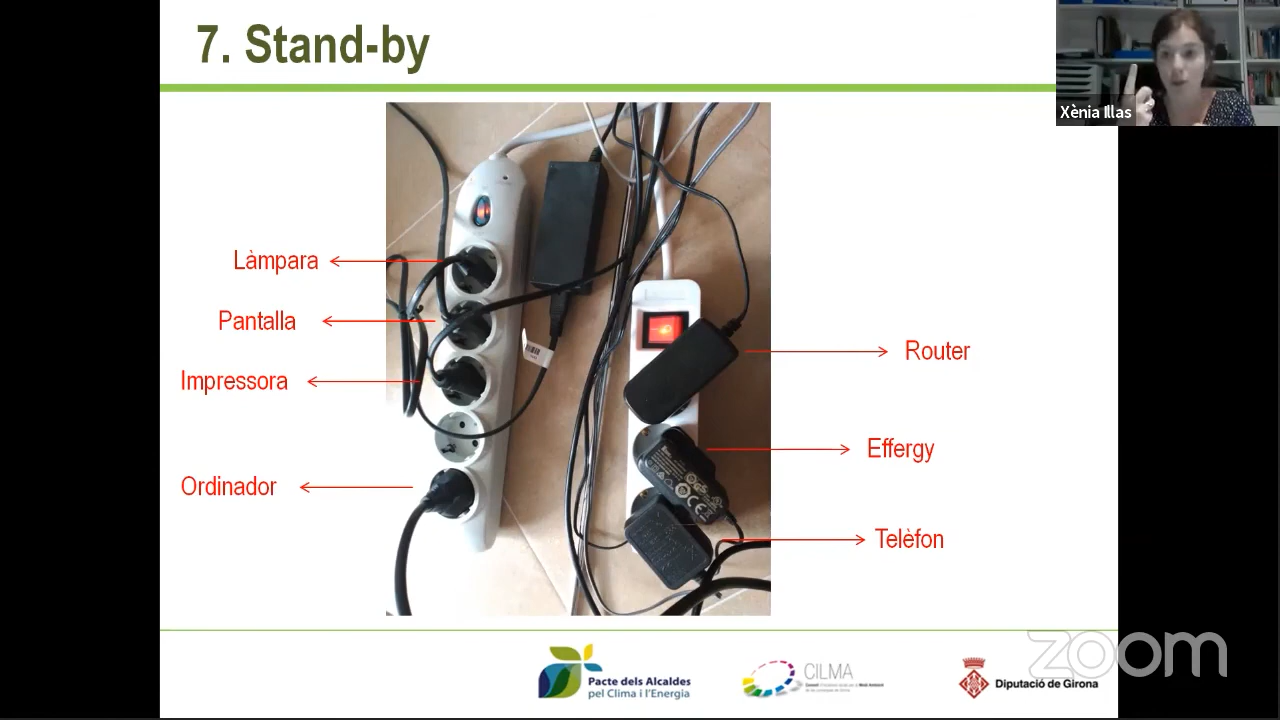 7. Stand-by
Xènia Illas
Làmpara
Pantalla
Impressora
Ordinador
Router
Effergy
Telèfon
Pacte dels Alcaldes
pel Clima i l'Energia
CILMA
Diputació de Girona
zoom